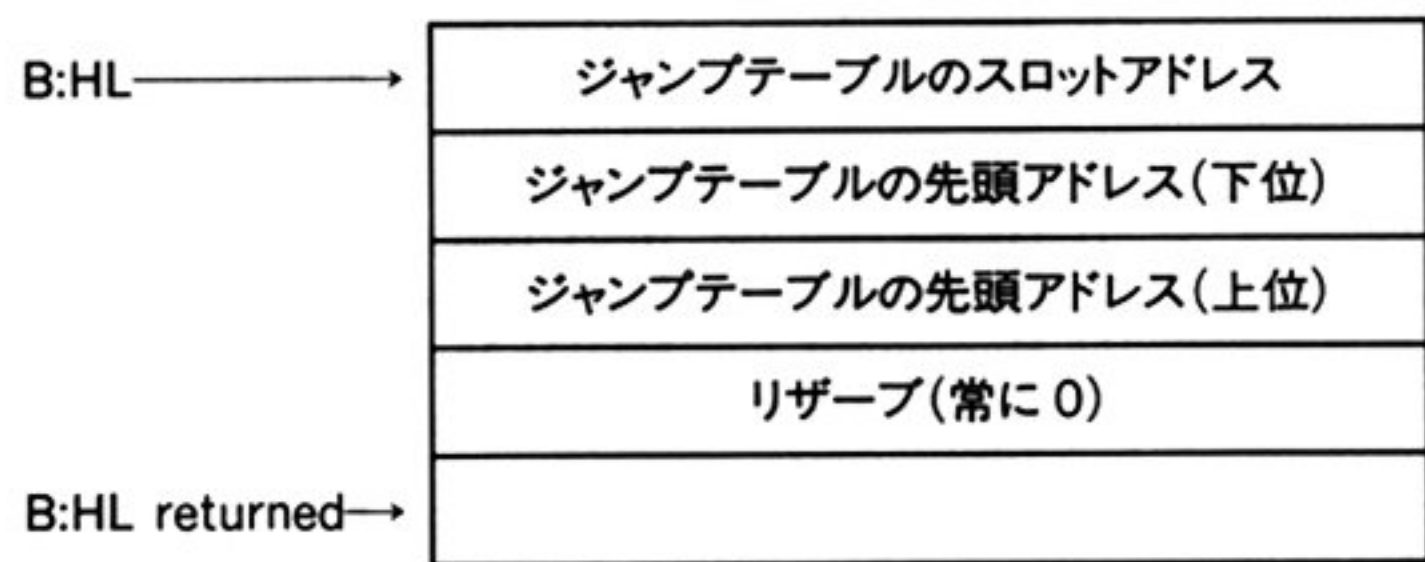 B:HL ジャンプテーブルのスロットアドレス
ジャンプテーブルの先頭アドレス(下位)
ジャンプテーブルの先頭アドレス(上位)
リザーブ(常に0)
B:HL returned